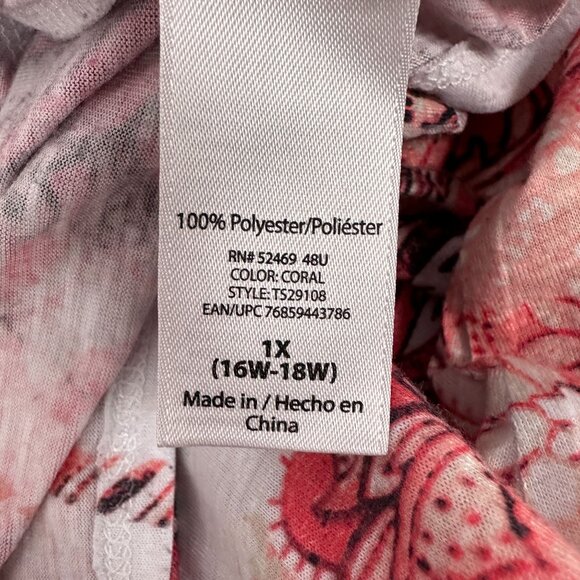 100% Polyester/Poliéster
RN# 52469 48U
COLOR: CORAL
STYLE: TS29108
EAN/UPC 76859443786
1X
(16W-18W)
Made in / Hecho en
China